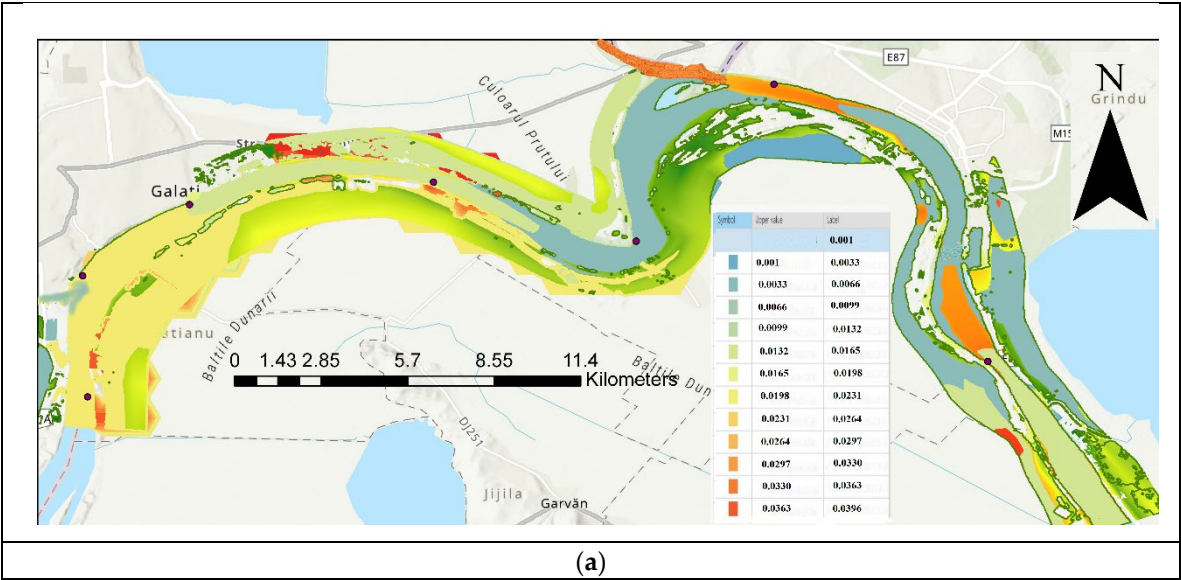 E87
N
Grindu
M15
Culoarul Prutului
Str
Galați
tianu
Baltile Dunarii
0 1.43 2.85 5.7 8.55 11.4
Kilometers
Baltile Dun
DJ251
Jijila
Garvăn
Symbol Upper value Label
0.001
0.001 0.0033
0.0033 0.0066
0.0066 0.0099
0.0099 0.0132
0.0132 0.0165
0.0165 0.0198
0.0198 0.0231
0.0231 0.0264
0.0264 0.0297
0.0297 0.0330
0.0330 0.0363
0.0363 0.0396
(a)